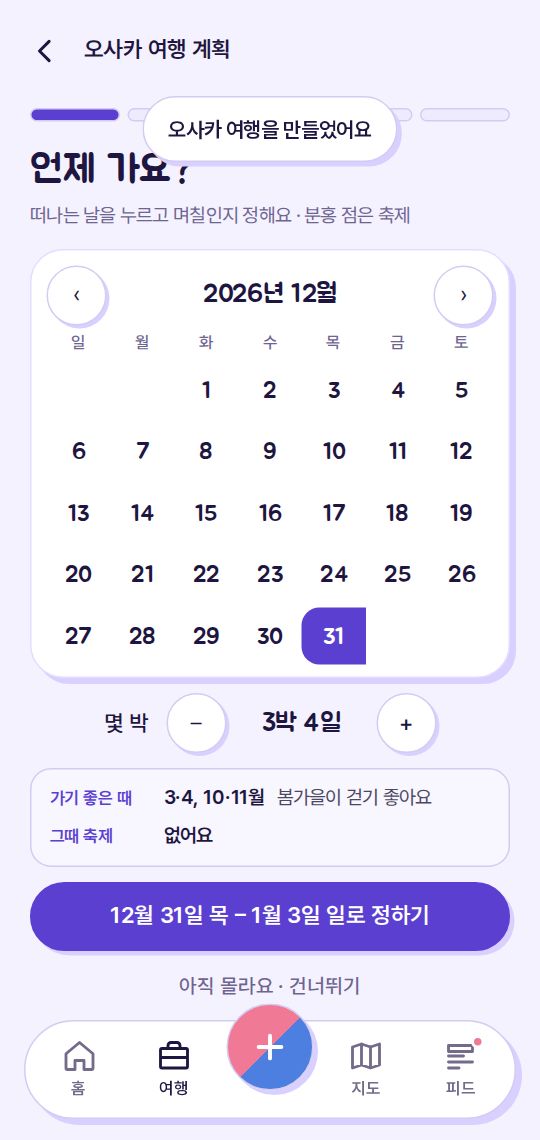 오사카 여행 계획
오사카 여행을 만들었어요
언제 가요?
떠나는 날을 누르고 며칠인지 정해요 · 분홍 점은 축제
‹ 2026년 12월 ›
일 월 화 수 목 금 토
1 2 3 4 5
6 7 8 9 10 11 12
13 14 15 16 17 18 19
20 21 22 23 24 25 26
27 28 29 30 31
몇 박 − 3박 4일 +
가기 좋은 때 3·4, 10·11월 봄가을이 걷기 좋아요
그때 축제 없어요
12월 31일 목 – 1월 3일 일로 정하기
아직 몰라요 · 건너뛰기
홈 여행 지도 피드